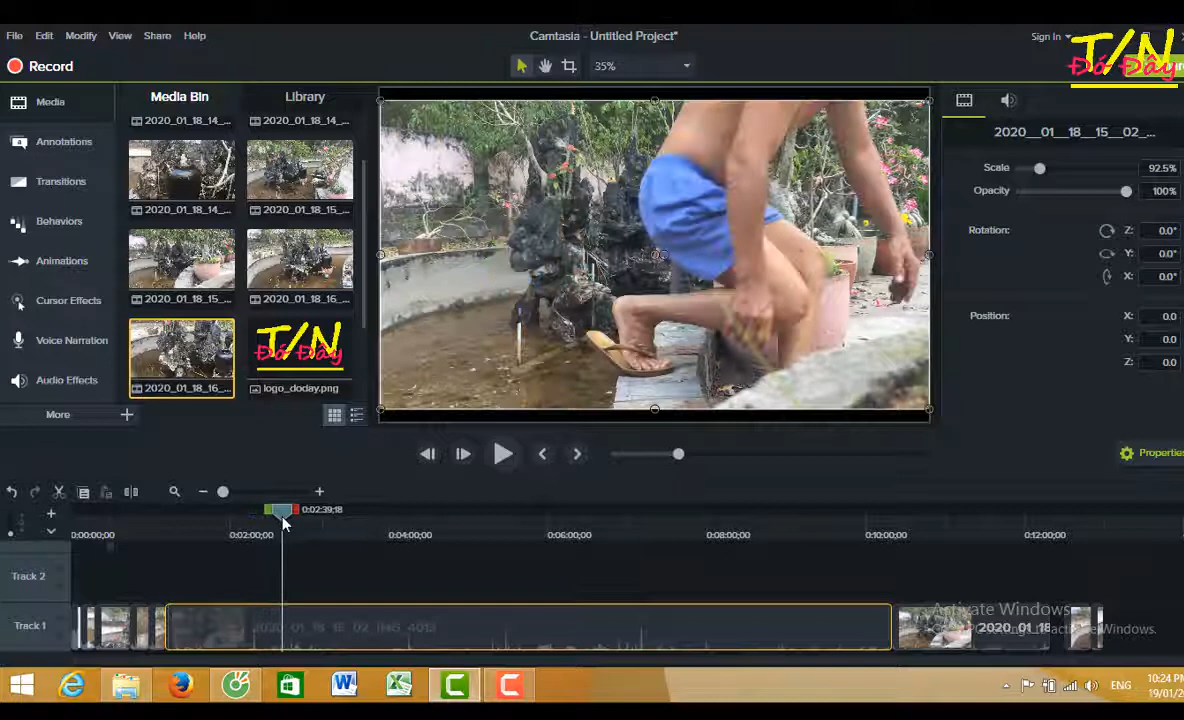 File Edit Modify View Share Help
Camtasia - Untitled Project*
Sign In
T/N
Đó Đây
Record
35%
Media
Annotations
Transitions
Behaviors
Animations
Cursor Effects
Voice Narration
Audio Effects
More
Media Bin
Library
2020_01_18_14_...
2020_01_18_14_...
2020_01_18_14_...
2020_01_18_15_...
2020_01_18_15_...
2020_01_18_16_...
2020_01_18_16_...
T/N
Đó Đây
logo_doday.png
2020__01__18__15__02_...
Scale
92.5%
Opacity
100%
Rotation:
Z: 0.0°
Y: 0.0°
X: 0.0°
Position:
X: 0.0
Y: 0.0
Z: 0.0
Properties
0:02:39;18
0:00:00;00
0:02:00;00
0:04:00;00
0:06:00;00
0:08:00;00
0:10:00;00
0:12:00;00
Track 2
Track 1
2020_01_18_15_02_IMG_4013
2020_01_18
Activate Windows
ENG
10:24 PM